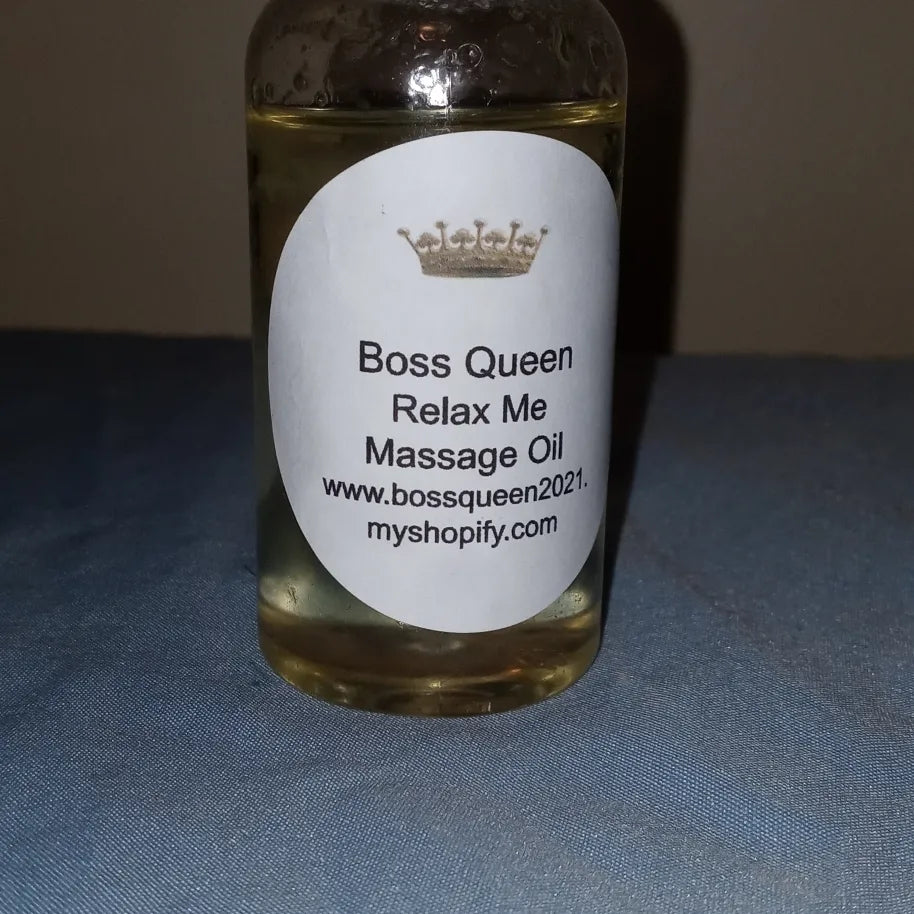 Boss Queen
Relax Me
Massage Oil
www.bossqueen2021.
myshopify.com